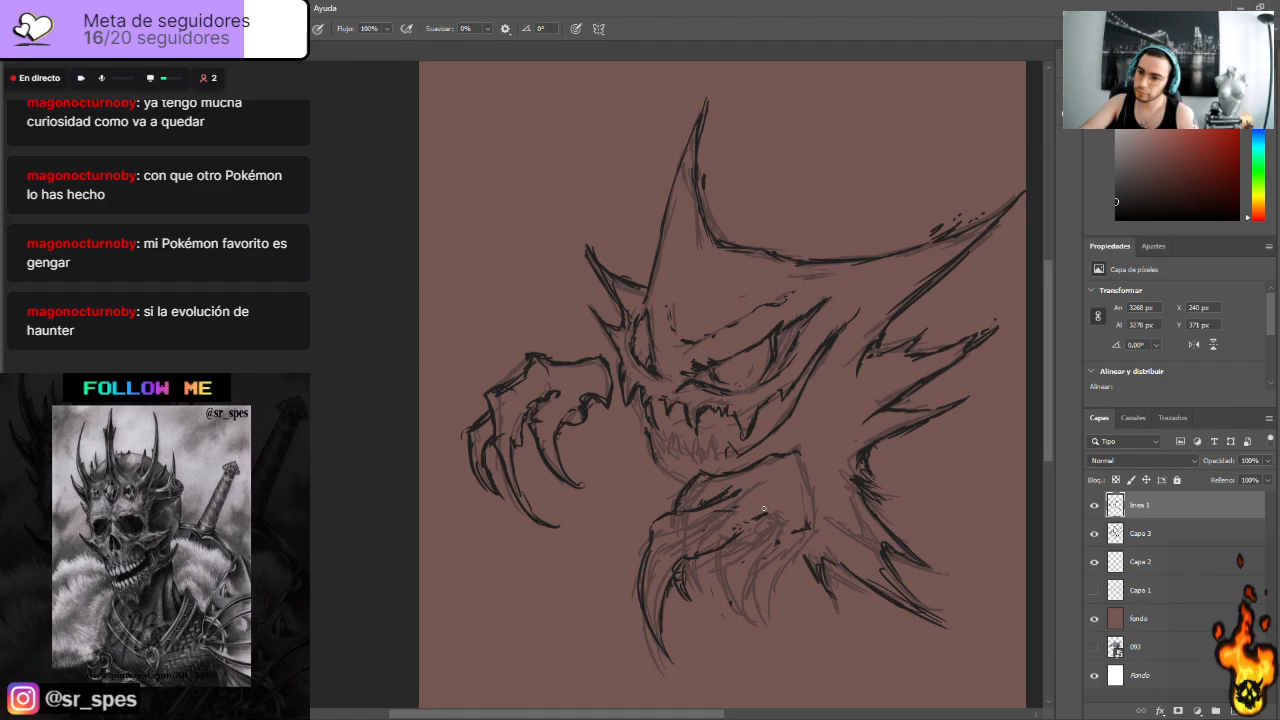 Meta de seguidores
16/20 seguidores
En directo
2
magonocturnoby: ya tengo mucha
curiosidad como va a quedar
magonocturnoby: con que otro Pokémon
lo has hecho
magonocturnoby: mi Pokémon favorito es
gengar
magonocturnoby: si la evolución de
haunter
FOLLOW ME
@sr_spes
@sr_spes
Ayuda
Flujo: 100%
Suavizar: 0%
0°
Propiedades
Ajustes
Capa de píxeles
Transformar
An 3268 px
X 240 px
Al 3278 px
Y 371 px
0,00°
Alinear y distribuir
Alinear:
Capas
Canales
Trazados
Tipo
Normal
Opacidad: 100%
Bloq.:
Relleno: 100%
linea 1
Capa 3
Capa 2
Capa 1
fondo
093
Fondo